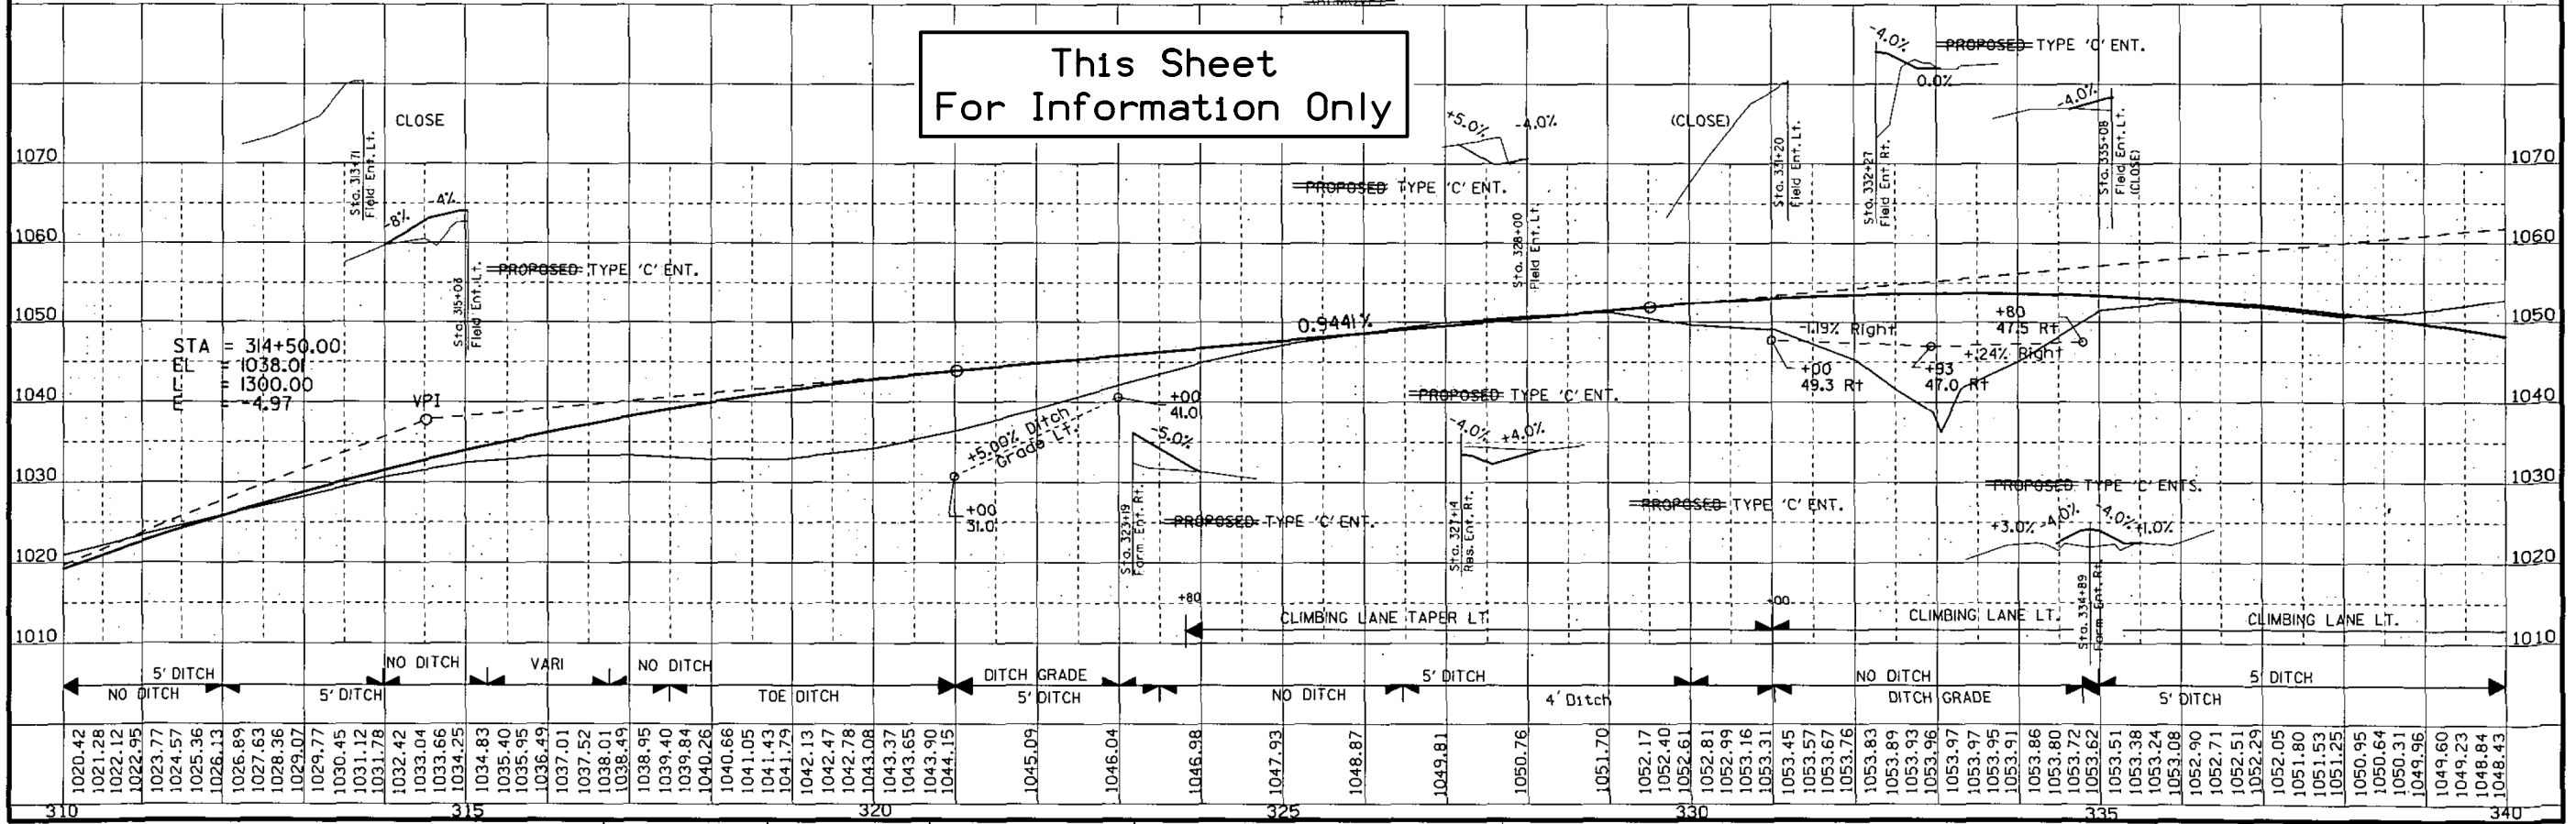 This Sheet
For Information Only
-4.0%
PROPOSED TYPE 'C' ENT.
0.0%
CLOSE
Sta. 313+71
Field Ent. Lt.
+5.0%
-4.0%
(CLOSE)
Sta. 331+20
Field Ent. Lt.
Sta. 332+27
Field Ent. Rt.
-4.0%
Sta. 335+08
Field Ent. Lt.
(CLOSE)
1070
1070
PROPOSED TYPE 'C' ENT.
-8%
-4%
Sta. 328+00
Field Ent. Lt.
1060
1060
PROPOSED TYPE 'C' ENT.
Sta. 315+03
Field Ent. Lt.
1050
1050
0.9441%
-1.19% Right
+80
47.5 Rt
STA = 314+50.00
EL = 1038.01
L = 1300.00
E = -4.97
+.24% Right
+00
49.3 Rt
+93
47.0 Rt
VPI
1040
1040
+00
41.0
PROPOSED TYPE 'C' ENT.
+5.00% Ditch
Grade Lt.
-5.0%
-4.0%
+4.0%
1030
1030
+00
31.0
Sta. 323+19
Farm Ent. Rt.
PROPOSED TYPE 'C' ENT.
Sta. 327+14
Res. Ent. Rt.
PROPOSED TYPE 'C' ENT.
PROPOSED TYPE 'C' ENTS.
+3.0%
-4.0%
-4.0%
+1.0%
1020
1020
Sta. 334+89
Farm Ent. Rt.
+80
+00
CLIMBING LANE TAPER LT.
CLIMBING LANE LT.
CLIMBING LANE LT.
1010
1010
5' DITCH
NO DITCH
VARI
NO DITCH
DITCH GRADE
5' DITCH
NO DITCH
5' DITCH
NO DITCH
5' DITCH
TOE DITCH
5' DITCH
NO DITCH
4' Ditch
DITCH GRADE
5' DITCH
1020.42
1021.28
1022.12
1022.95
1023.77
1024.57
1025.36
1026.13
1026.89
1027.63
1028.36
1029.07
1029.77
1030.45
1031.12
1031.78
1032.42
1033.04
1033.66
1034.25
1034.83
1035.40
1035.95
1036.49
1037.01
1037.52
1038.01
1038.49
1038.95
1039.40
1039.84
1040.26
1040.66
1041.05
1041.43
1041.79
1042.13
1042.47
1042.78
1043.08
1043.37
1043.65
1043.90
1044.15
1045.09
1046.04
1046.98
1047.93
1048.87
1049.81
1050.76
1051.70
1052.17
1052.40
1052.61
1052.81
1052.99
1053.16
1053.31
1053.45
1053.57
1053.67
1053.76
1053.83
1053.89
1053.93
1053.96
1053.97
1053.97
1053.95
1053.91
1053.86
1053.80
1053.72
1053.62
1053.51
1053.38
1053.24
1053.08
1052.90
1052.71
1052.51
1052.29
1052.05
1051.80
1051.53
1051.25
1050.95
1050.64
1050.31
1049.96
1049.60
1049.23
1048.84
1048.43
310
315
320
325
330
335
340